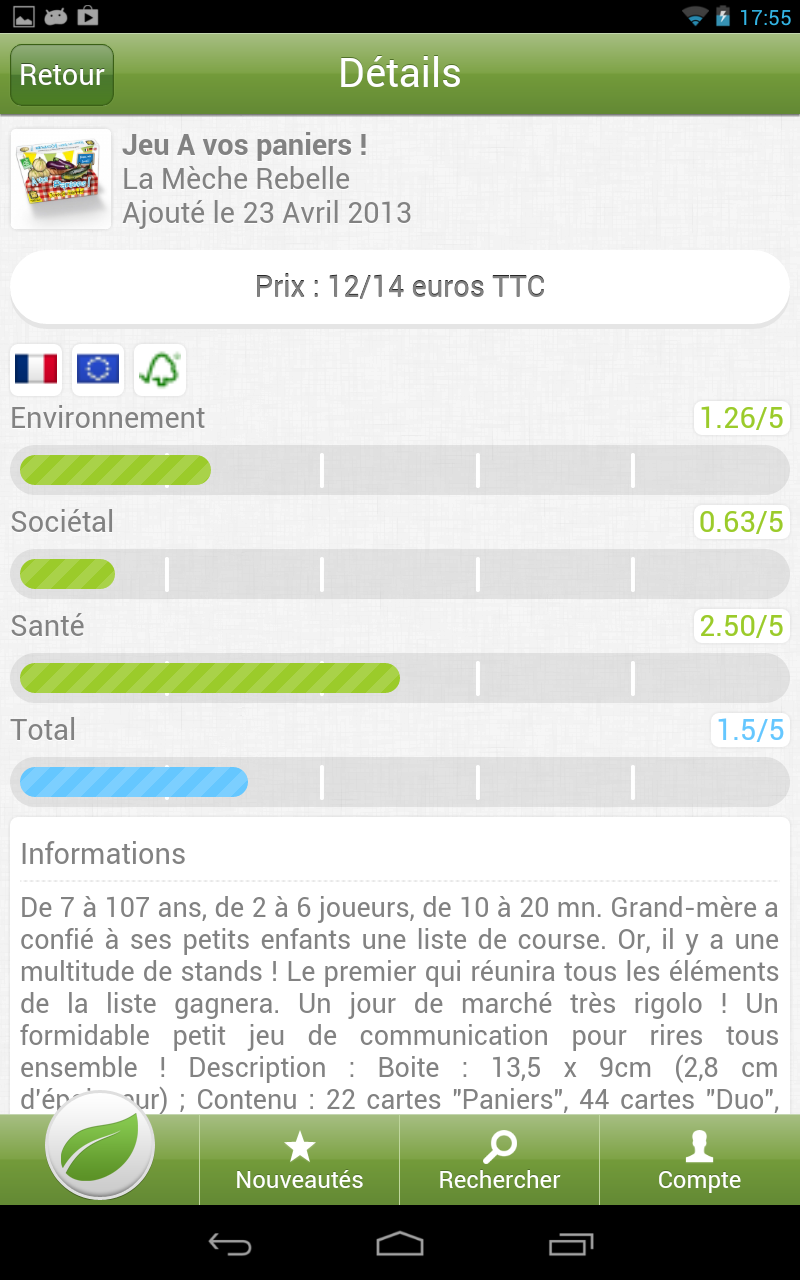 17:55
Retour
Détails
Jeu A vos paniers !
La Mèche Rebelle
Ajouté le 23 Avril 2013
Prix : 12/14 euros TTC
Environnement
1.26/5
Sociétal
0.63/5
Santé
2.50/5
Total
1.5/5
Informations
De 7 à 107 ans, de 2 à 6 joueurs, de 10 à 20 mn. Grand-mère a
confié à ses petits enfants une liste de course. Or, il y a une
multitude de stands ! Le premier qui réunira tous les éléments
de la liste gagnera. Un jour de marché très rigolo ! Un
formidable petit jeu de communication pour rires tous
ensemble ! Description : Boite : 13,5 x 9cm (2,8 cm
; Contenu : 22 cartes "Paniers", 44 cartes "Duo",
Nouveautés
Rechercher
Compte